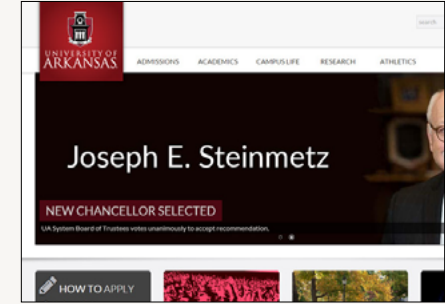 search
UNIVERSITY OF
ARKANSAS
ADMISSIONS ACADEMICS CAMPUS LIFE RESEARCH ATHLETICS
Joseph E. Steinmetz
NEW CHANCELLOR SELECTED
UA System Board of Trustees votes unanimously to accept recommendation.
HOW TO APPLY